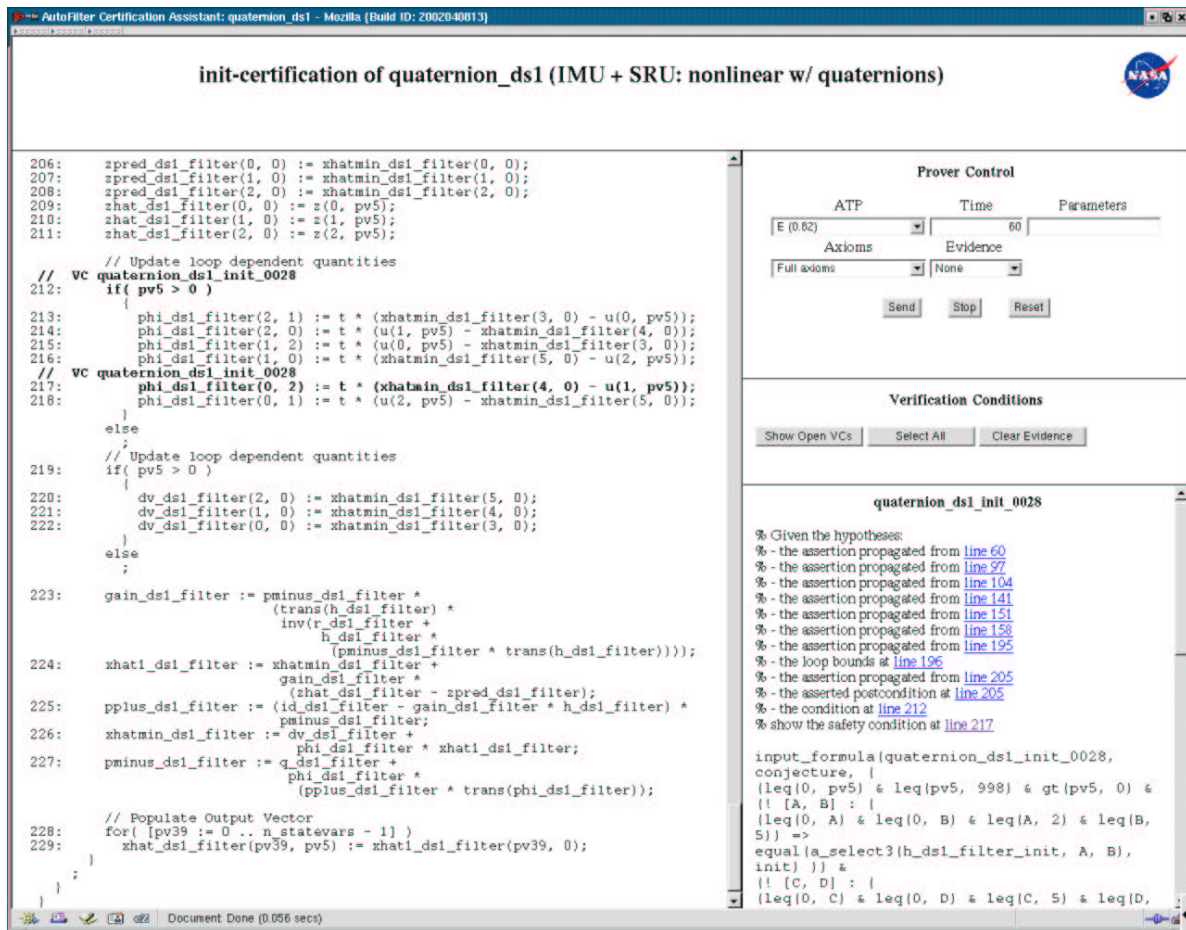 AutoFilter Certification Assistant: quaternion_ds1 - Mozilla {Build ID: 2002040813}
init-certification of quaternion_ds1 (IMU + SRU: nonlinear w/ quaternions)
NASA
206: zpred_ds1_filter(0, 0) := xhatmin_ds1_filter(0, 0);
207: zpred_ds1_filter(1, 0) := xhatmin_ds1_filter(1, 0);
208: zpred_ds1_filter(2, 0) := xhatmin_ds1_filter(2, 0);
209: zhat_ds1_filter(0, 0) := z(0, pv5);
210: zhat_ds1_filter(1, 0) := z(1, pv5);
211: zhat_ds1_filter(2, 0) := z(2, pv5);
// Update loop dependent quantities
// VC quaternion_ds1_init_0028
212: if( pv5 > 0 )
{
213: phi_ds1_filter(2, 1) := t * (xhatmin_ds1_filter(3, 0) - u(0, pv5));
214: phi_ds1_filter(2, 0) := t * (u(1, pv5) - xhatmin_ds1_filter(4, 0));
215: phi_ds1_filter(1, 2) := t * (u(0, pv5) - xhatmin_ds1_filter(3, 0));
216: phi_ds1_filter(1, 0) := t * (xhatmin_ds1_filter(5, 0) - u(2, pv5));
// VC quaternion_ds1_init_0028
217: phi_ds1_filter(0, 2) := t * (xhatmin_ds1_filter(4, 0) - u(1, pv5));
218: phi_ds1_filter(0, 1) := t * (u(2, pv5) - xhatmin_ds1_filter(5, 0));
}
else
;
// Update loop dependent quantities
219: if( pv5 > 0 )
{
220: dv_ds1_filter(2, 0) := xhatmin_ds1_filter(5, 0);
221: dv_ds1_filter(1, 0) := xhatmin_ds1_filter(4, 0);
222: dv_ds1_filter(0, 0) := xhatmin_ds1_filter(3, 0);
}
else
;
223: gain_ds1_filter := pminus_ds1_filter *
(trans(h_ds1_filter) *
inv(r_ds1_filter +
h_ds1_filter *
(pminus_ds1_filter * trans(h_ds1_filter))));
224: xhat1_ds1_filter := xhatmin_ds1_filter +
gain_ds1_filter *
(zhat_ds1_filter - zpred_ds1_filter);
225: pplus_ds1_filter := (id_ds1_filter - gain_ds1_filter * h_ds1_filter) *
pminus_ds1_filter;
226: xhatmin_ds1_filter := dv_ds1_filter +
phi_ds1_filter * xhat1_ds1_filter;
227: pminus_ds1_filter := q_ds1_filter +
phi_ds1_filter *
(pplus_ds1_filter * trans(phi_ds1_filter));
// Populate Output Vector
228: for( [pv39 := 0 .. n_statevars - 1] )
229: xhat_ds1_filter(pv39, pv5) := xhat1_ds1_filter(pv39, 0);
}
;
}
}
Prover Control
ATP Time Parameters
E (0.82) 60
Axioms Evidence
Full axioms None
Send Stop Reset
Verification Conditions
Show Open VCs Select All Clear Evidence
quaternion_ds1_init_0028
% Given the hypotheses:
% - the assertion propagated from line 60
% - the assertion propagated from line 97
% - the assertion propagated from line 104
% - the assertion propagated from line 141
% - the assertion propagated from line 151
% - the assertion propagated from line 158
% - the assertion propagated from line 195
% - the loop bounds at line 196
% - the assertion propagated from line 205
% - the asserted postcondition at line 205
% - the condition at line 212
% show the safety condition at line 217
input_formula(quaternion_ds1_init_0028,
conjecture, (
(leq(0, pv5) & leq(pv5, 998) & gt(pv5, 0) &
(! [A, B] : (
(leq(0, A) & leq(0, B) & leq(A, 2) & leq(B,
5)) =>
equal(a_select3(h_ds1_filter_init, A, B),
init) )) &
(! [C, D] : (
(leq(0, C) & leq(0, D) & leq(C, 5) & leq(D,
Document: Done (0.056 secs)